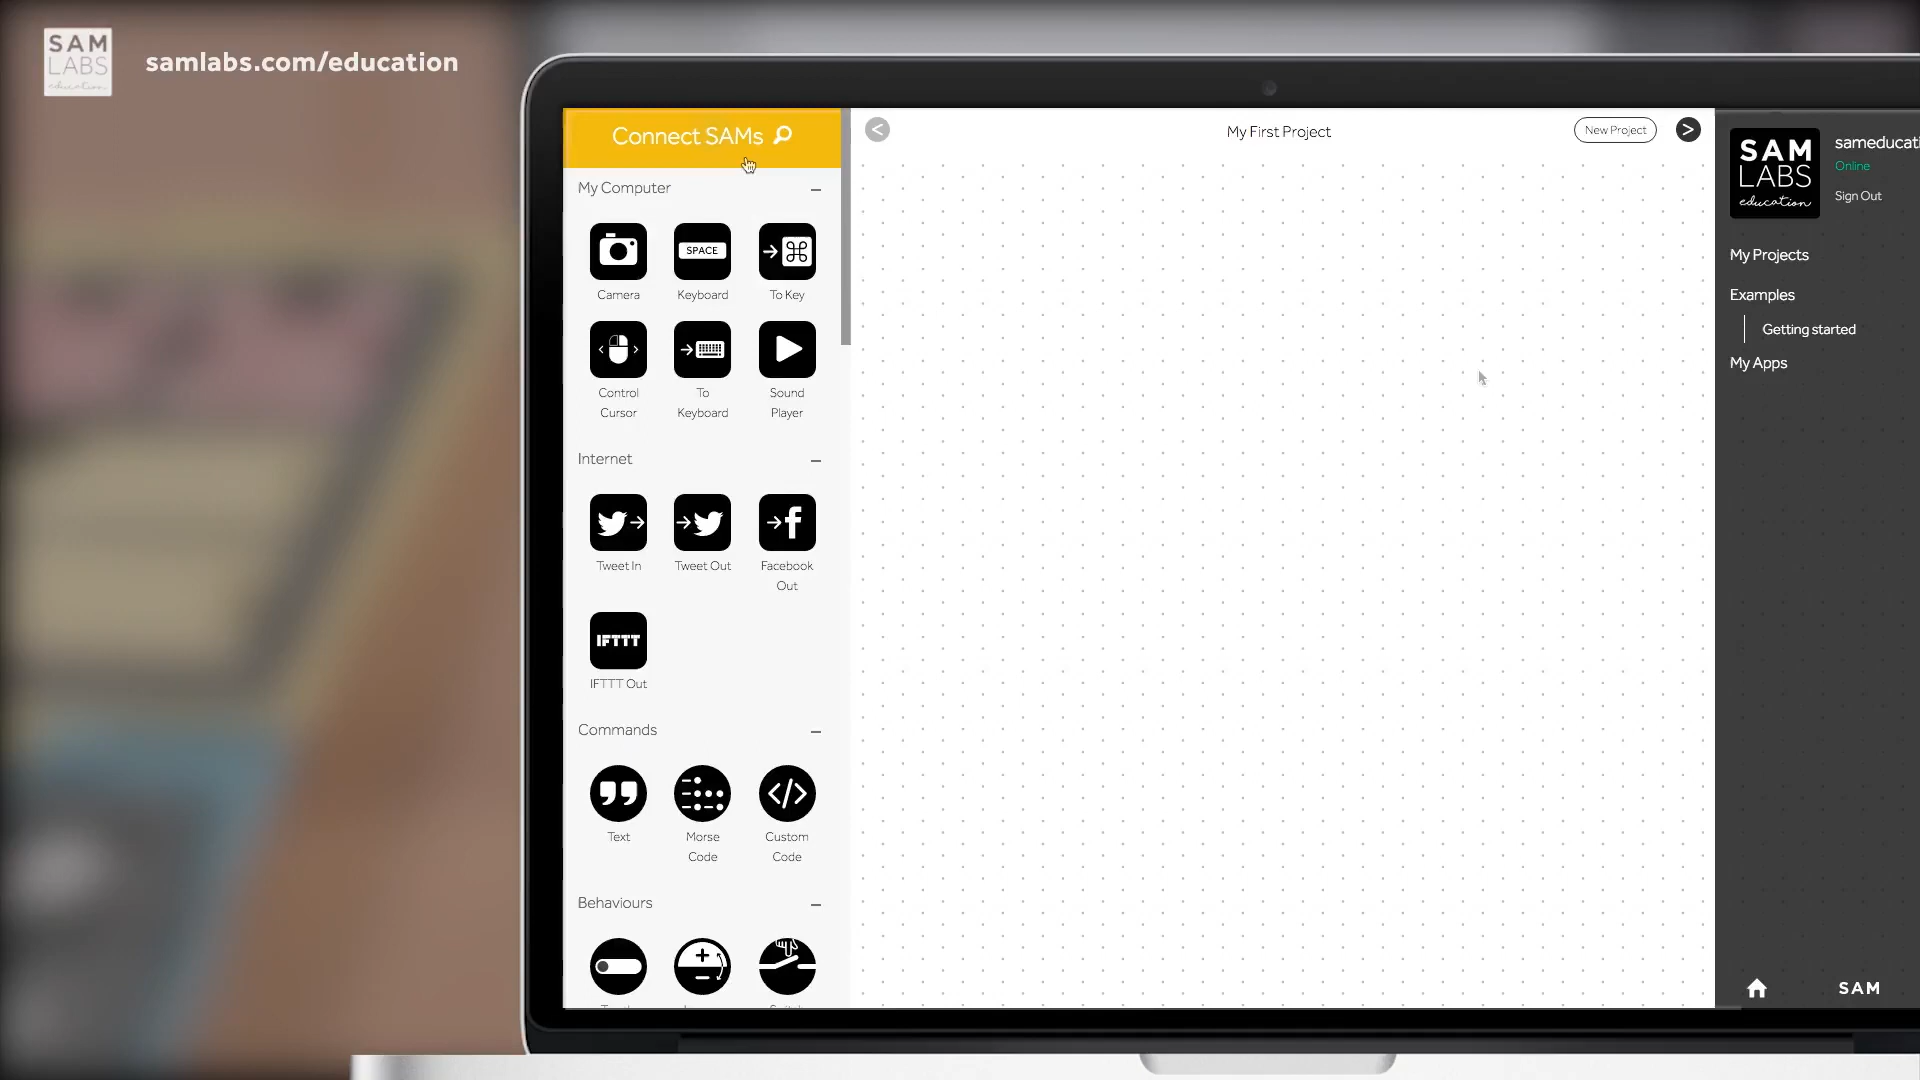 SAM
LABS
education
samlabs.com/education
Connect SAMs
My Computer
SPACE
Camera
Keyboard
To Key
Control
Cursor
To
Keyboard
Sound
Player
Internet
Tweet In
Tweet Out
Facebook
Out
IFTTT
IFTTT Out
Commands
Text
Morse
Code
Custom
Code
Behaviours
My First Project
New Project
SAM
LABS
education
sameducati
Online
Sign Out
My Projects
Examples
Getting started
My Apps
SAM